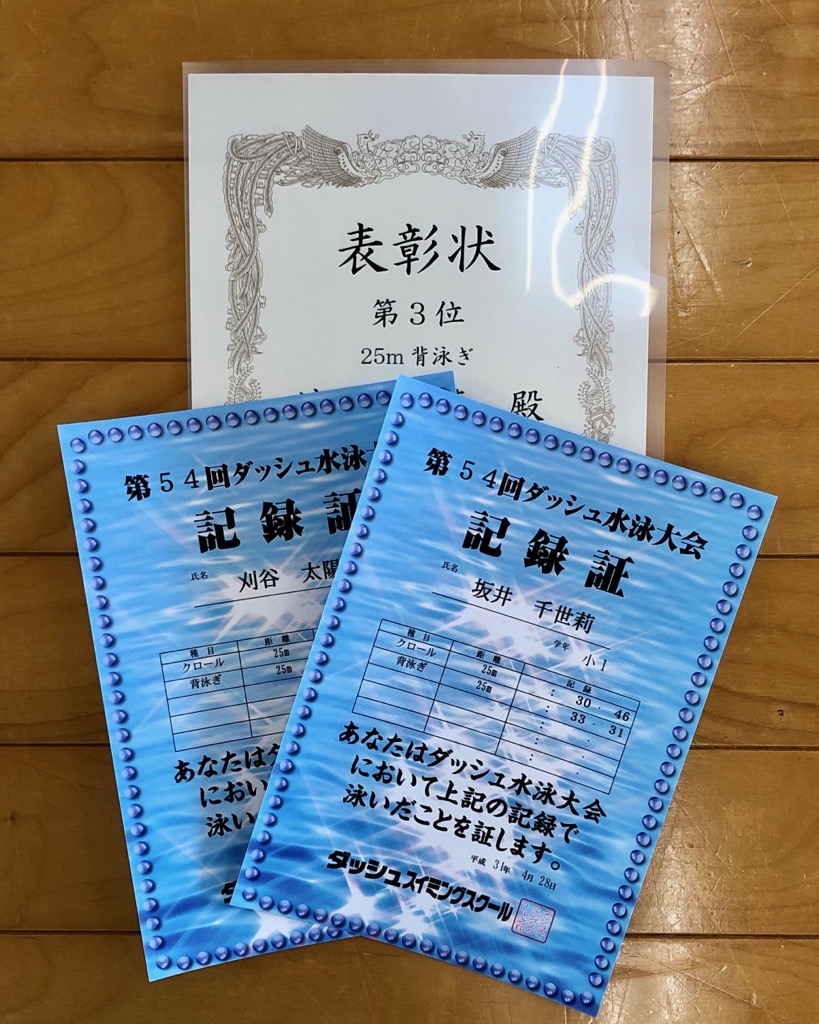 表彰状
第3位
25m 背泳ぎ
殿
第54回ダッシュ水泳大
記録証
氏名 刈谷 太陽
種目 距離
クロール 25m
背泳ぎ 25m
あなたはダッ
におい
泳い
ダッ
第54回ダッシュ水泳大会
記録証
氏名 坂井 千世莉
学年 小1
種目 距離 記録
クロール 25m : 30 . 46
背泳ぎ 25m : 33 . 31
: .
: .
: .
あなたはダッシュ水泳大会
において上記の記録で
泳いだことを証します。
平成 31年 4月 28日
ダッシュスイミングスクール